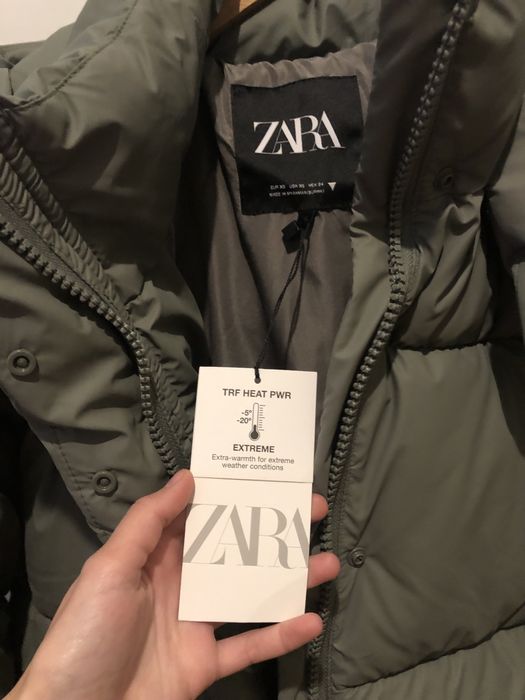 ZARA
TRF HEAT PWR
-5°
-20°
EXTREME
Extra-warmth for extreme
weather conditions
ZARA